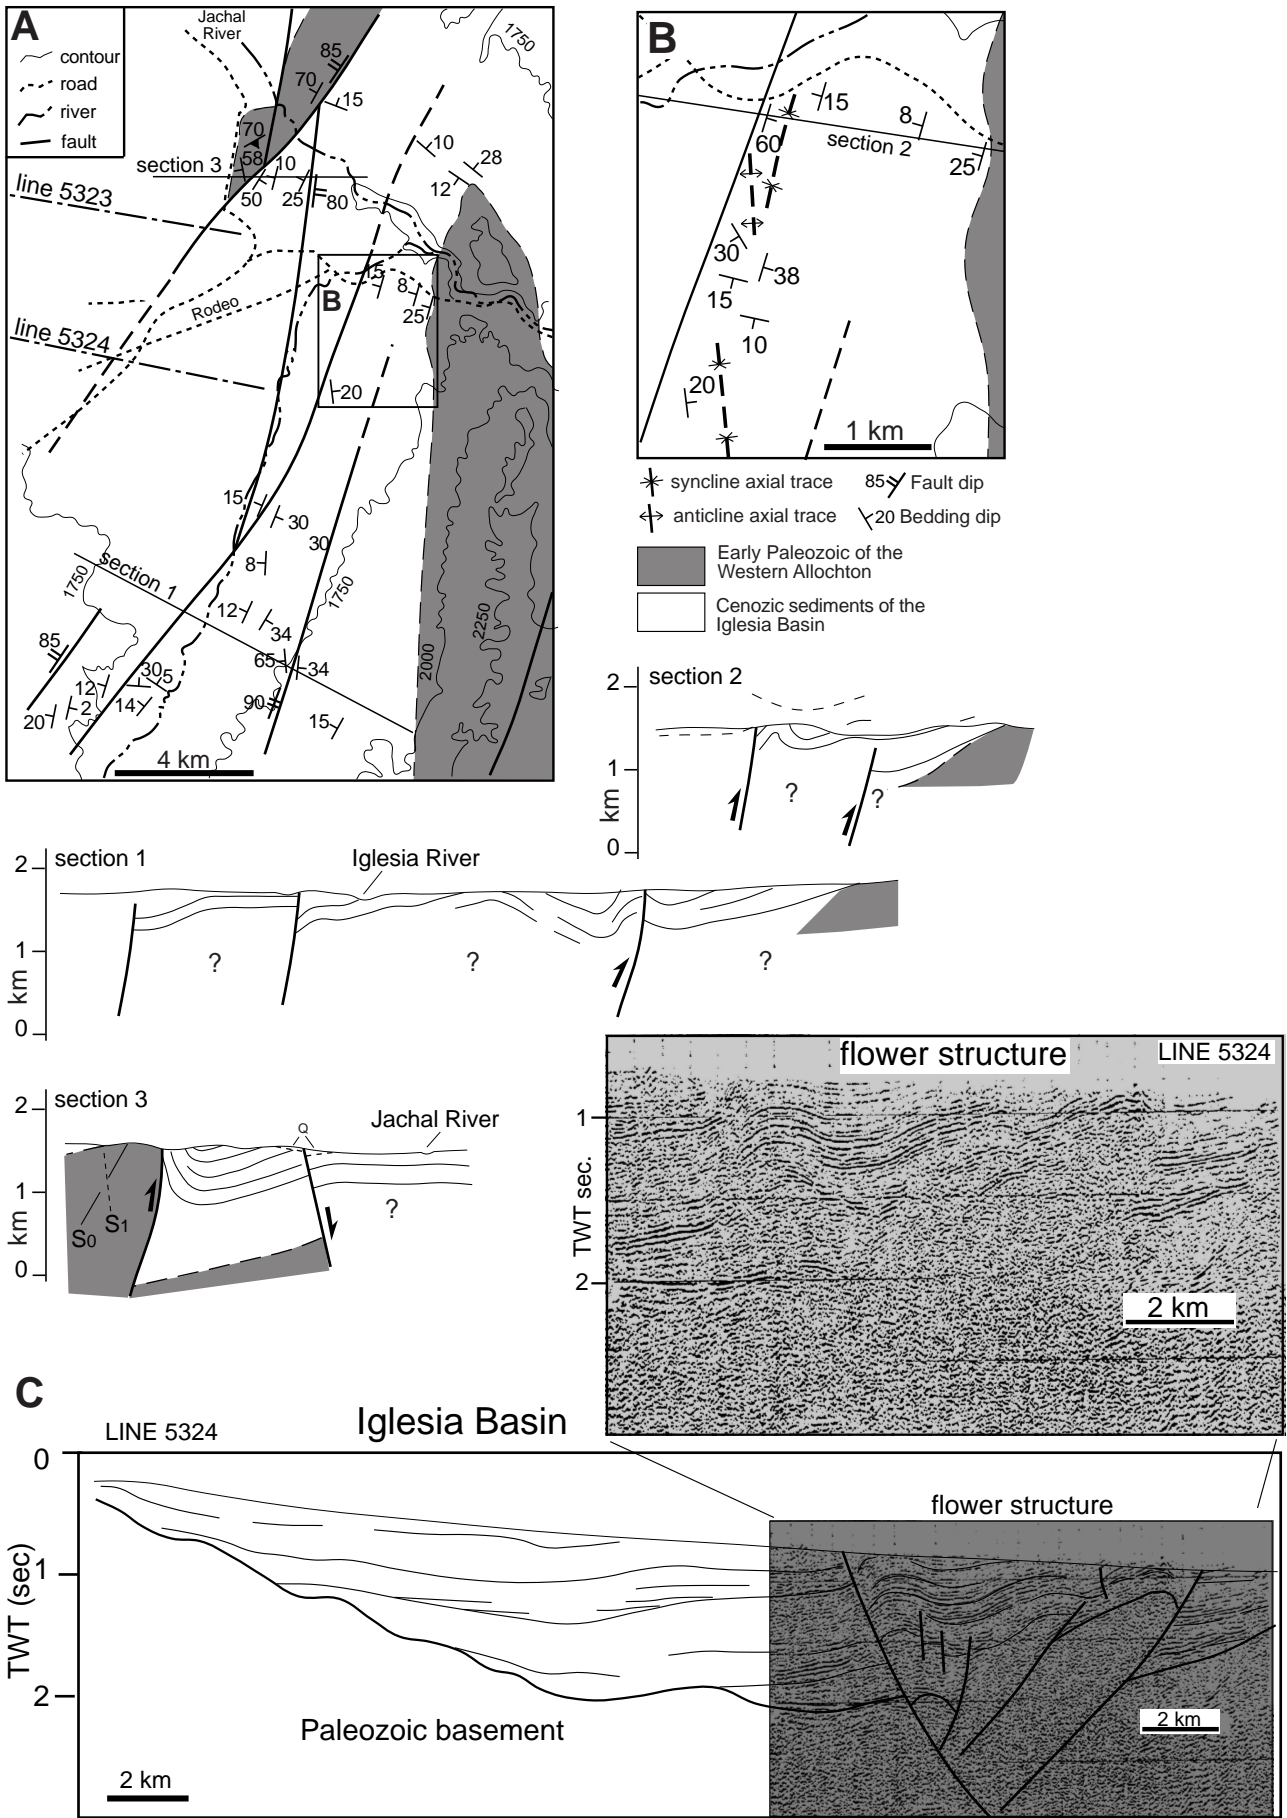 A
contour
road
river
fault
Jachal
River
85
70
15
1750
70
58
10
section 3
50
25
80
10
28
12
line 5323
15
8
B
25
Rodeo
line 5324
20
15
30
30
8
section 1
1750
1750
12
34
2250
85
65
34
2000
30
5
12
2
14
90
20
15
4 km
B
15
8
60
section 2
25
30
38
15
10
20
1 km
syncline axial trace
85 Fault dip
anticline axial trace
20 Bedding dip
Early Paleozoic of the
Western Allochton
Cenozic sediments of the
Iglesia Basin
section 2
2
1
km
0
?
?
section 1
Iglesia River
2
1
km
0
?
?
?
section 3
Q
Jachal River
2
1
km
0
S0
S1
?
flower structure
LINE 5324
1
TWT sec.
2
2 km
C
LINE 5324
Iglesia Basin
0
1
2
TWT (sec)
flower structure
Paleozoic basement
2 km
2 km